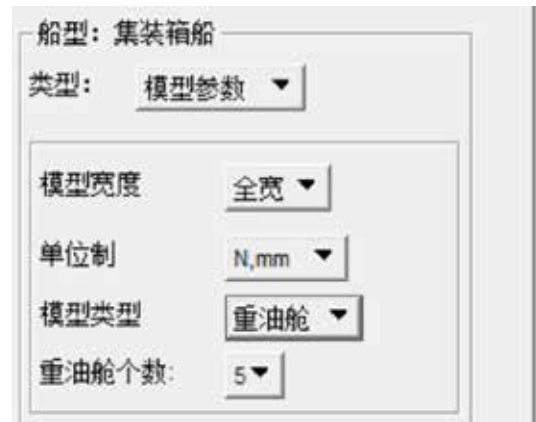 船型：集装箱船
类型： 模型参数
模型宽度 全宽
单位制 N,mm
模型类型 重油舱
重油舱个数: 5